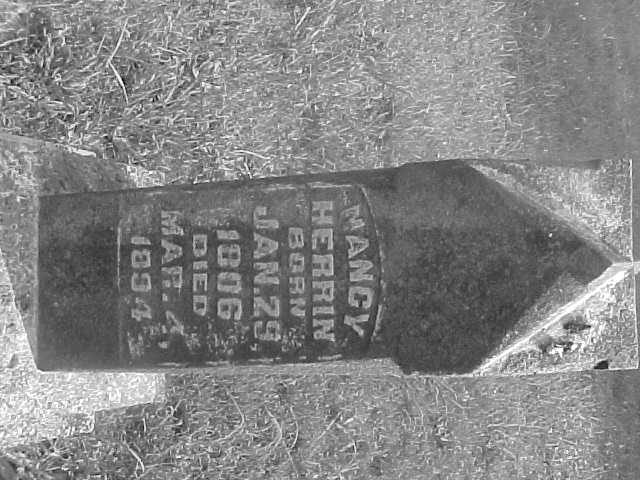 NANCY
HERRIN
BORN
JAN. 29,
1806
DIED
MAR. 4,
1894